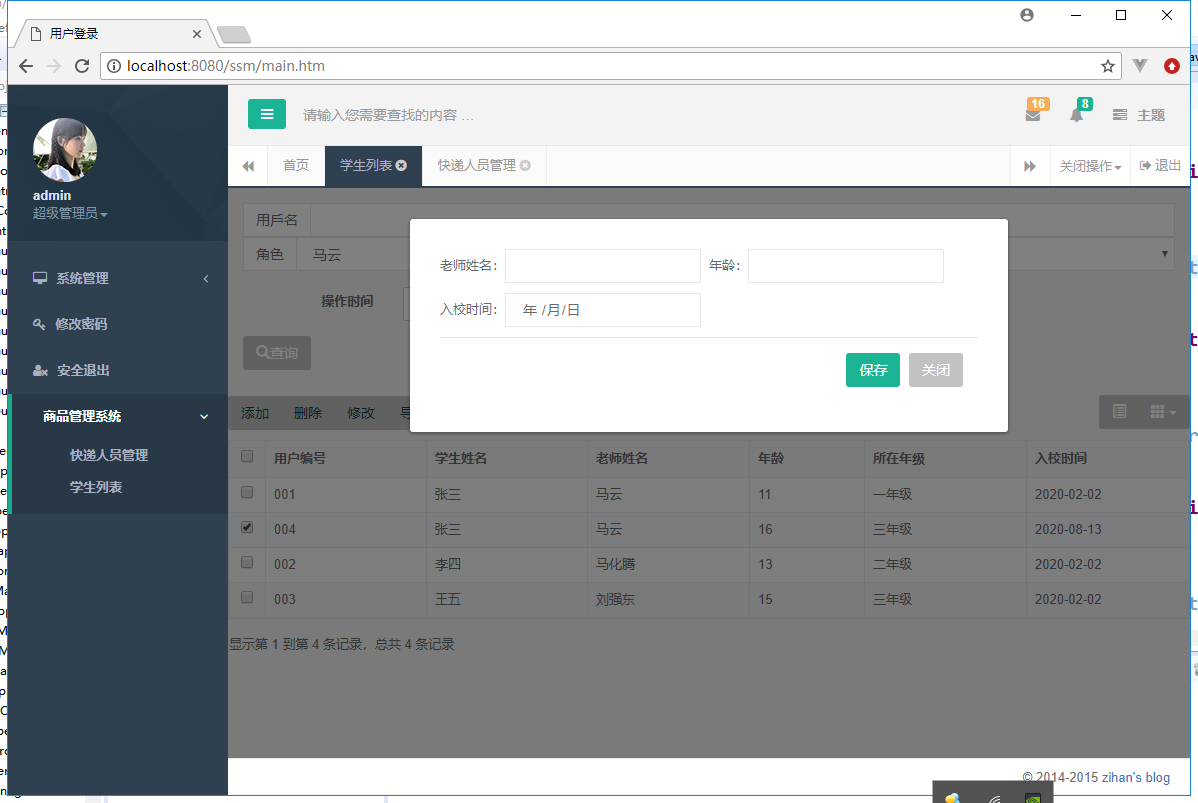 用户登录
localhost:8080/ssm/main.htm
admin
超级管理员
系统管理
修改密码
安全退出
商品管理系统
快递人员管理
学生列表
请输入您需要查找的内容 …
16
8
主题
首页
学生列表
快递人员管理
关闭操作
退出
用戶名
角色 马云
操作时间
查询
老师姓名: 年龄:
入校时间: 年 /月/日
保存 关闭
添加 删除 修改
用户编号 学生姓名 老师姓名 年龄 所在年级 入校时间
001 张三 马云 11 一年级 2020-02-02
004 张三 马云 16 三年级 2020-08-13
002 李四 马化腾 13 二年级 2020-02-02
003 王五 刘强东 15 三年级 2020-02-02
显示第 1 到第 4 条记录，总共 4 条记录
© 2014-2015 zihan's blog